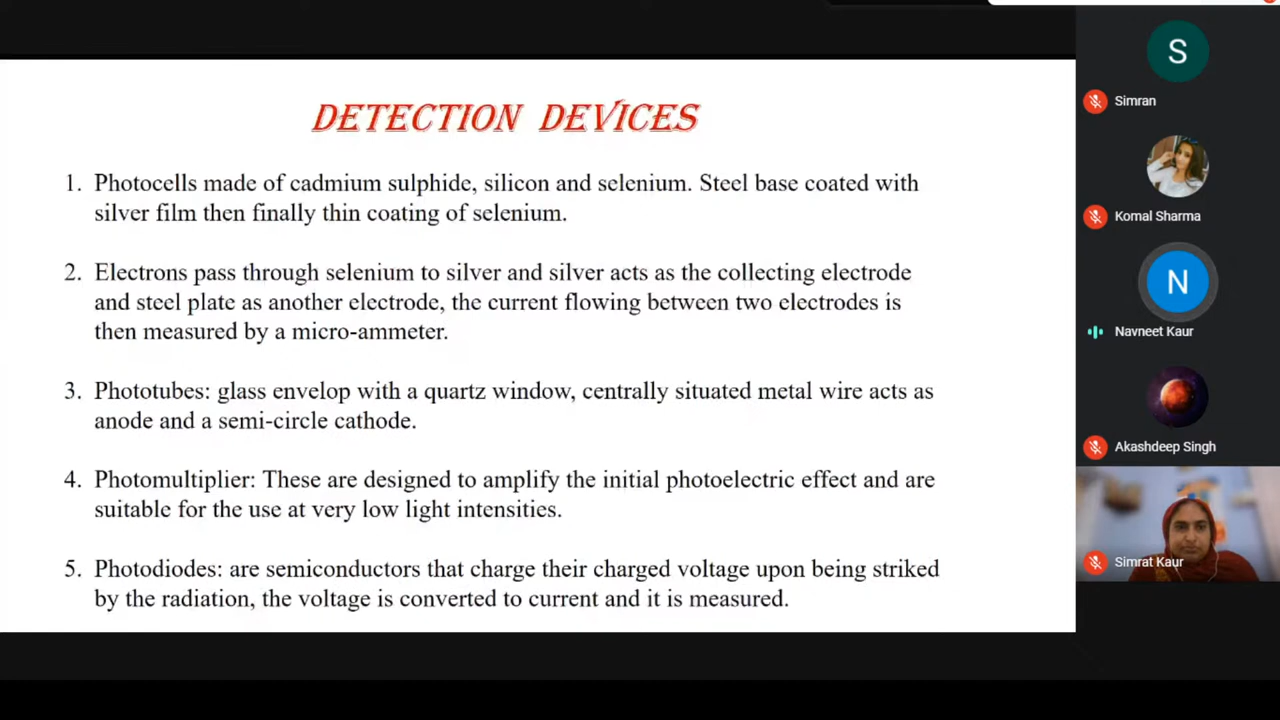 DETECTION DEVICES
1. Photocells made of cadmium sulphide, silicon and selenium. Steel base coated with
silver film then finally thin coating of selenium.
2. Electrons pass through selenium to silver and silver acts as the collecting electrode
and steel plate as another electrode, the current flowing between two electrodes is
then measured by a micro-ammeter.
3. Phototubes: glass envelop with a quartz window, centrally situated metal wire acts as
anode and a semi-circle cathode.
4. Photomultiplier: These are designed to amplify the initial photoelectric effect and are
suitable for the use at very low light intensities.
5. Photodiodes: are semiconductors that charge their charged voltage upon being striked
by the radiation, the voltage is converted to current and it is measured.
S
Simran
Komal Sharma
N
Navneet Kaur
Akashdeep Singh
Simrat Kaur